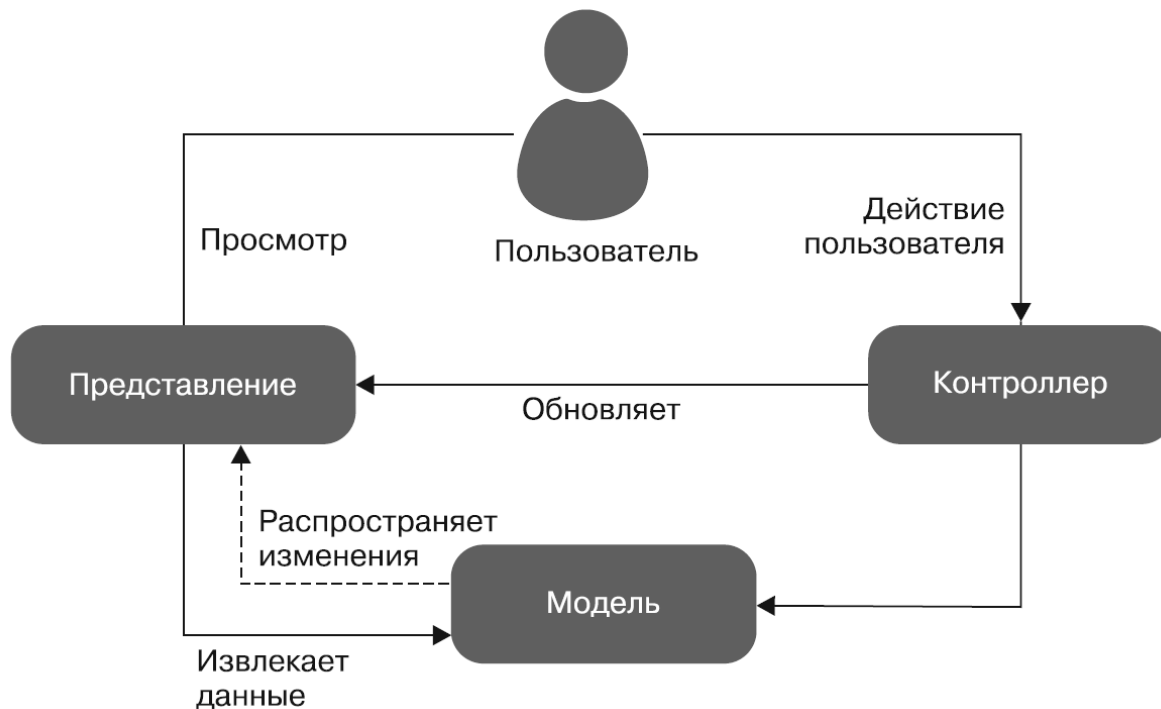 Просмотр
Пользователь
Действие
пользователя
Представление
Контроллер
Обновляет
Распространяет
изменения
Модель
Извлекает
данные